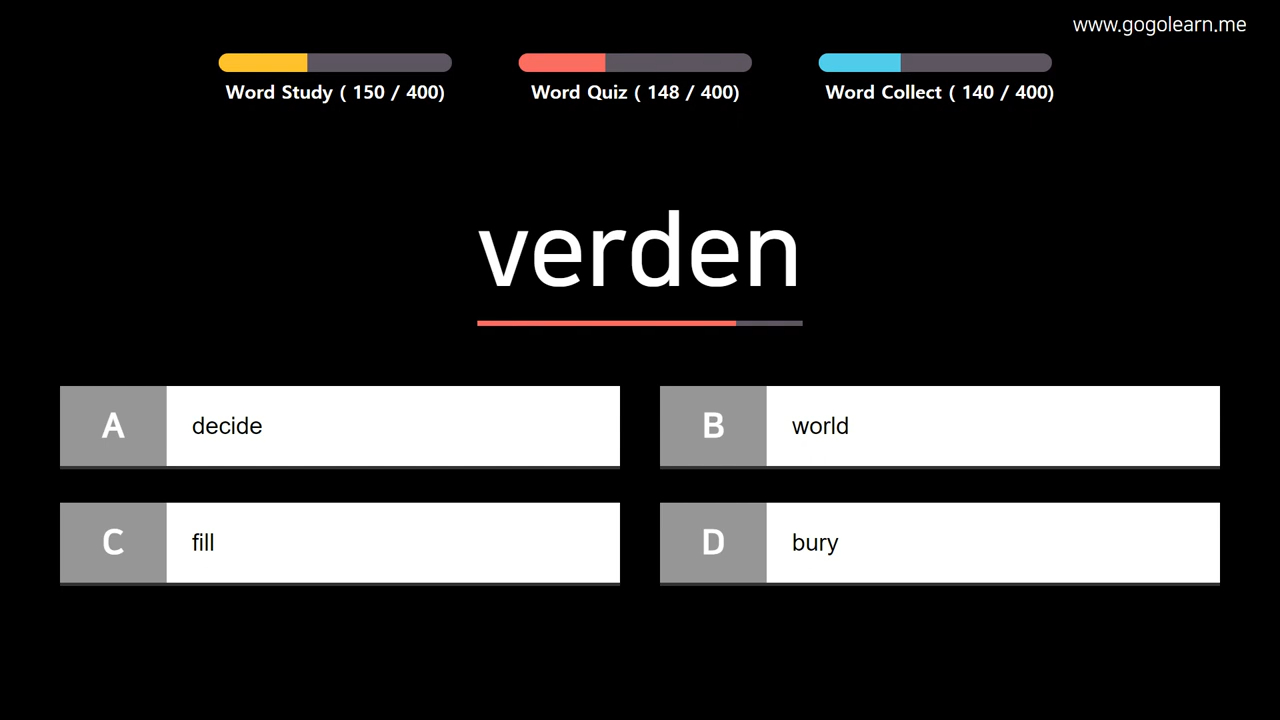 www.gogolearn.me
Word Study ( 150 / 400)
Word Quiz ( 148 / 400)
Word Collect ( 140 / 400)
verden
A decide
B world
C fill
D bury